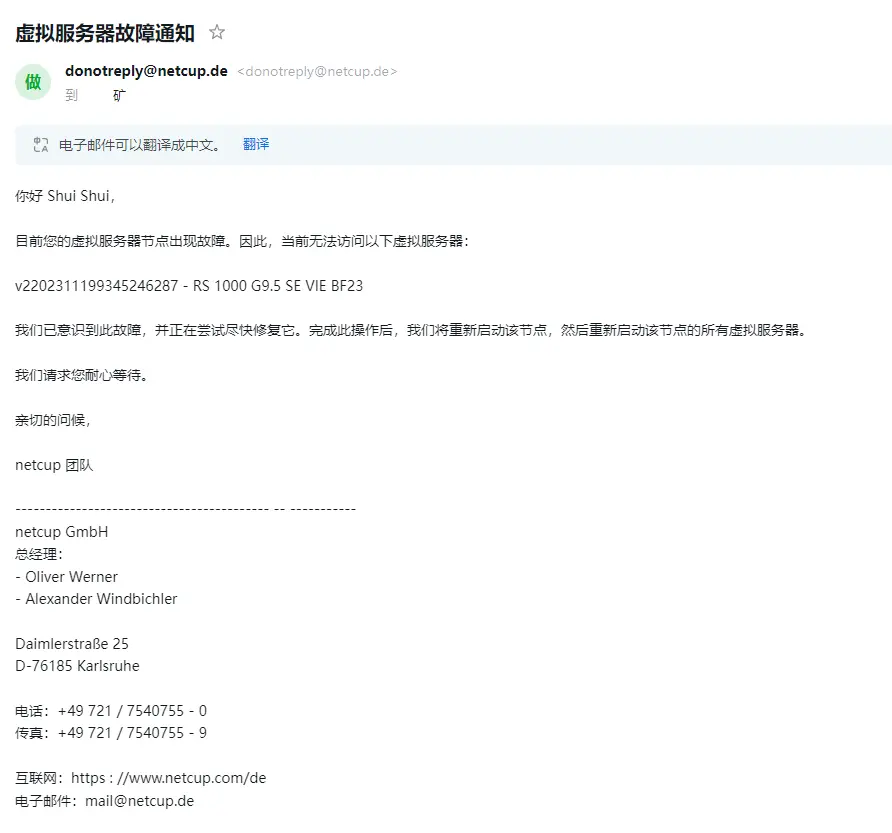 虚拟服务器故障通知
做
donotreply@netcup.de <donotreply@netcup.de>
到 矿
电子邮件可以翻译成中文。 翻译
你好 Shui Shui，
目前您的虚拟服务器节点出现故障。因此，当前无法访问以下虚拟服务器：
v2202311199345246287 - RS 1000 G9.5 SE VIE BF23
我们已意识到此故障，并正在尝试尽快修复它。完成此操作后，我们将重新启动该节点，然后重新启动该节点的所有虚拟服务器。
我们请求您耐心等待。
亲切的问候，
netcup 团队
------------------------------------------ -- -----------
netcup GmbH
总经理：
- Oliver Werner
- Alexander Windbichler
Daimlerstraße 25
D-76185 Karlsruhe
电话：+49 721 / 7540755 - 0
传真：+49 721 / 7540755 - 9
互联网：https : //www.netcup.com/de
电子邮件：mail@netcup.de